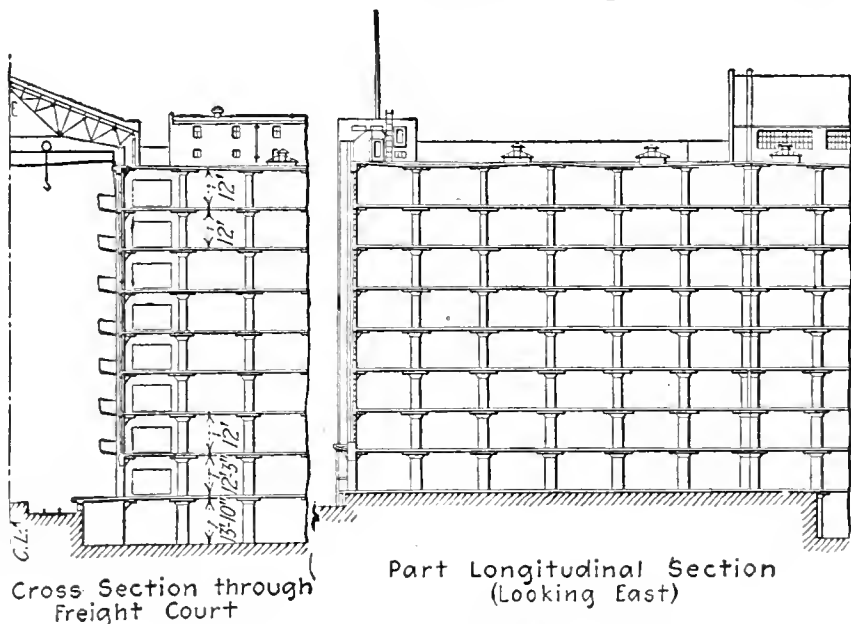 12'
12'
12'
12'-3"
13'-10"
C.L.
Cross Section through
Freight Court
Part Longitudinal Section
(Looking East)